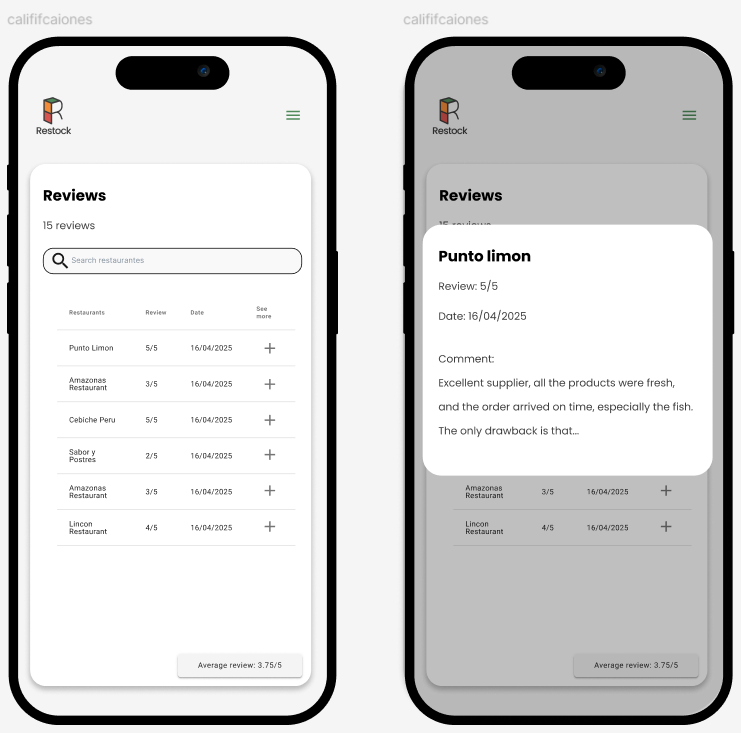 calififcaiones
Restock
Reviews
15 reviews
Search restaurantes
Restaurants Review Date See
more
Punto Limon 5/5 16/04/2025
Amazonas
Restaurant 3/5 16/04/2025
Cebiche Peru 5/5 16/04/2025
Sabor y
Postres 2/5 16/04/2025
Amazonas
Restaurant 3/5 16/04/2025
Lincon
Restaurant 4/5 16/04/2025
Average review: 3.75/5
calififcaiones
Restock
Reviews
15 reviews
Punto limon
Review: 5/5
Date: 16/04/2025
Comment:
Excellent supplier, all the products were fresh,
and the order arrived on time, especially the fish.
The only drawback is that...
Amazonas
Restaurant 3/5 16/04/2025
Lincon
Restaurant 4/5 16/04/2025
Average review: 3.75/5